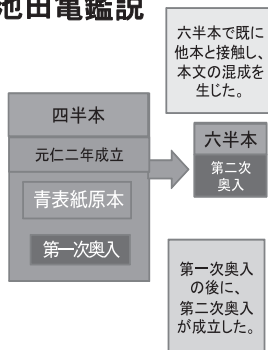 池田亀鑑説
六半本で既に
他本と接触し、
本文の混成を
生じた。
四半本
元仁二年成立
青表紙原本
第一次奥入
六半本
第二次
奥入
第一次奥入
の後に、
第二次奥入
が成立した。